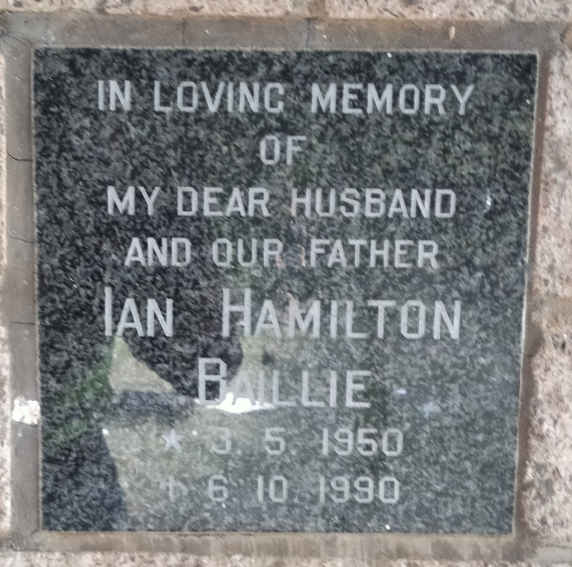 IN LOVING MEMORY
OF
MY DEAR HUSBAND
AND OUR FATHER
IAN HAMILTON
BAILLIE
★ 3. 5. 1950
† 6. 10. 1990